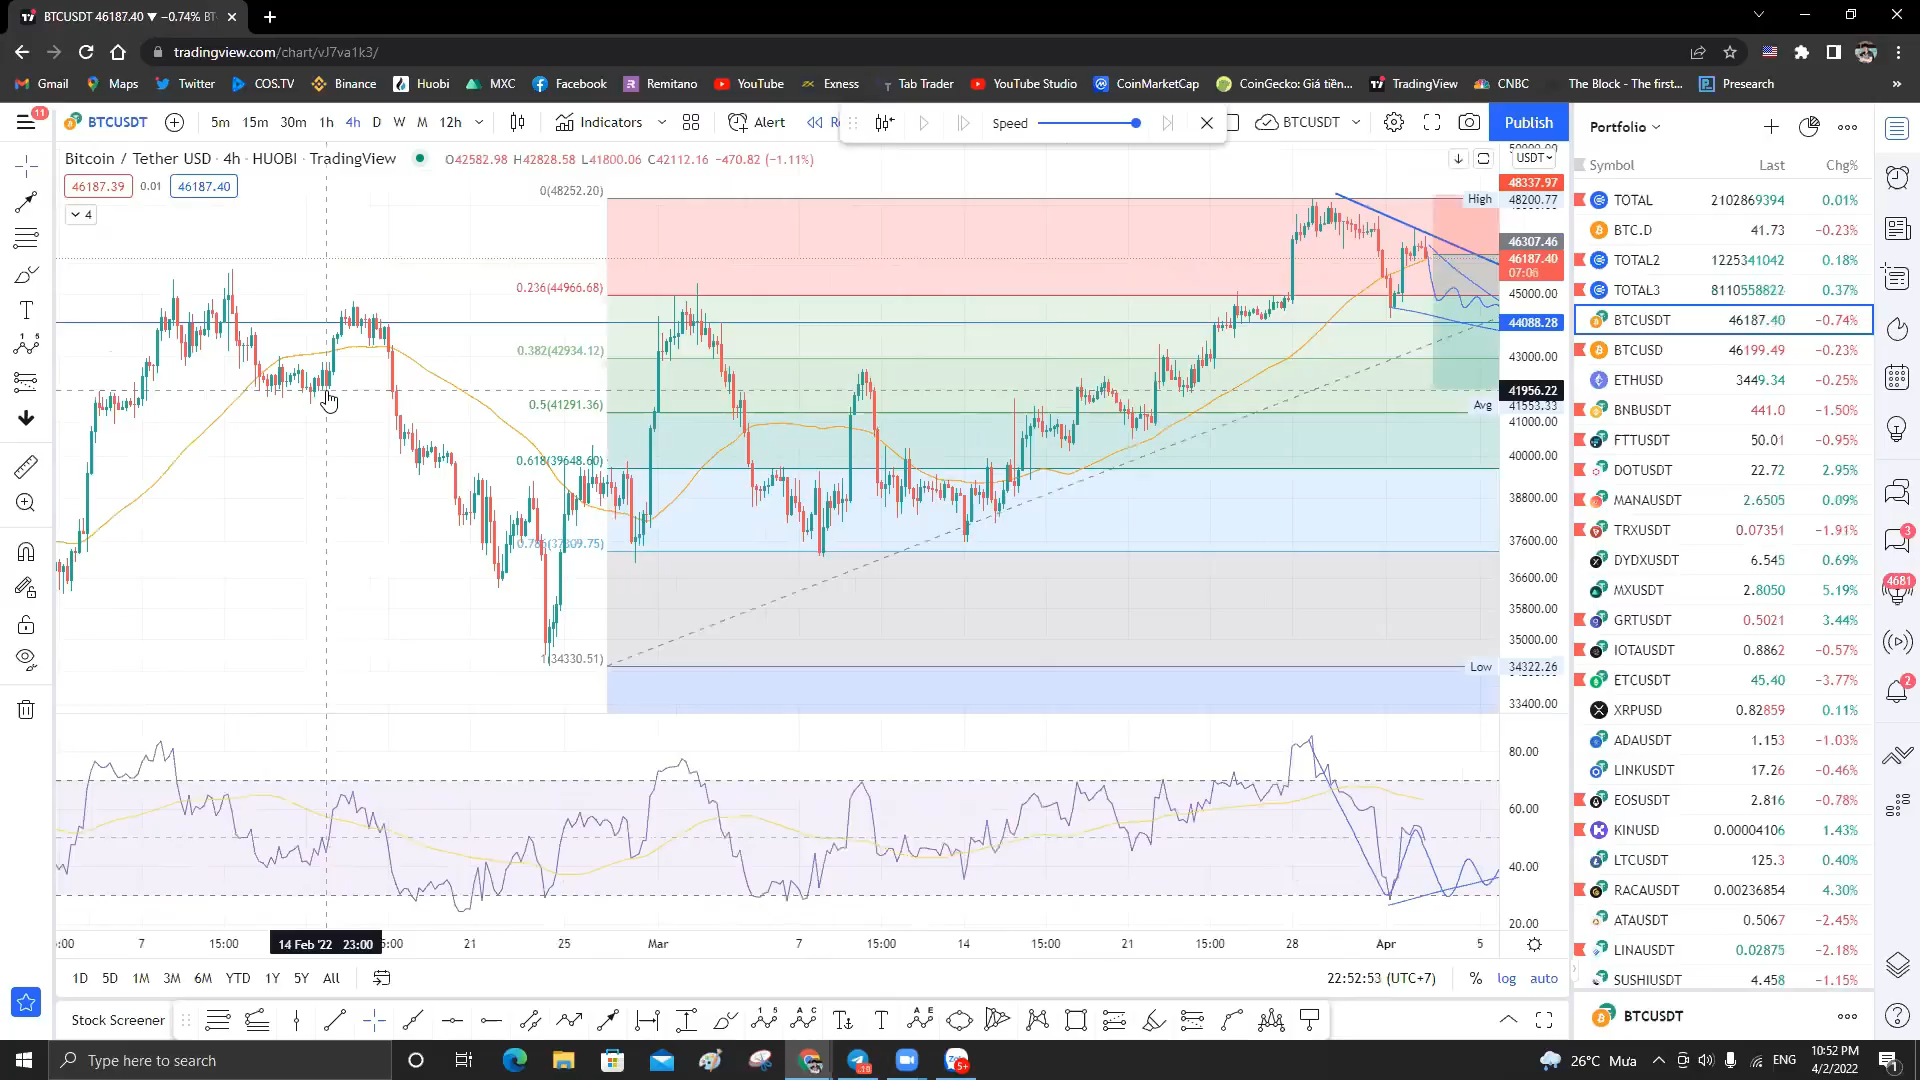 BTCUSDT 46187.40 ▼ −0.74% BT
tradingview.com/chart/vJ7va1k3/
Gmail Maps Twitter COS.TV Binance Huobi MXC Facebook Remitano YouTube Exness Tab Trader YouTube Studio CoinMarketCap CoinGecko: Giá tiền... TradingView CNBC The Block - The first... Presearch »
11
BTCUSDT 5m 15m 30m 1h 4h D W M 12h Indicators Alert Speed BTCUSDT Publish
Bitcoin / Tether USD · 4h · HUOBI · TradingView O42582.98 H42828.58 L41800.06 C42112.16 −470.82 (−1.11%)
46187.39 0.01 46187.40
4
USDT
0(48252.20)
0.236(44966.68)
0.382(42934.12)
0.5(41291.36)
0.618(39648.60)
0.786(37309.75)
1(34330.51)
48337.97
High 48200.77
46307.46
46187.40
07:06
45000.00
44088.28
43000.00
41956.22
Avg 41553.33
41000.00
40000.00
38800.00
37600.00
36600.00
35800.00
35000.00
Low 34322.26
33400.00
80.00
60.00
40.00
20.00
:00 7 15:00 14 Feb '22 23:00 5:00 21 25 Mar 7 15:00 14 15:00 21 15:00 28 Apr 5
1D 5D 1M 3M 6M YTD 1Y 5Y All 22:52:53 (UTC+7) % log auto
Stock Screener
Portfolio
Symbol Last Chg%
TOTAL 2102869394 0.01%
BTC.D 41.73 −0.23%
TOTAL2 1225341042 0.18%
TOTAL3 8110558822 0.37%
BTCUSDT 46187.40 −0.74%
BTCUSD 46199.49 −0.23%
ETHUSD 3449.34 −0.25%
BNBUSDT 441.0 −1.50%
FTTUSDT 50.01 −0.95%
DOTUSDT 22.72 2.95%
MANAUSDT 2.6505 0.09%
TRXUSDT 0.07351 −1.91%
DYDXUSDT 6.545 0.69%
MXUSDT 2.8050 5.19%
GRTUSDT 0.5021 3.44%
IOTAUSDT 0.8862 −0.57%
ETCUSDT 45.40 −3.77%
XRPUSD 0.82859 0.11%
ADAUSDT 1.153 −1.03%
LINKUSDT 17.26 −0.46%
EOSUSDT 2.816 −0.78%
KINUSD 0.00004106 1.43%
LTCUSDT 125.3 0.40%
RACAUSDT 0.00236854 4.30%
ATAUSDT 0.5067 −2.45%
LINAUSDT 0.02875 −2.18%
SUSHIUSDT 4.458 −1.15%
BTCUSDT
3
4681
2
Type here to search
26°C Mưa ENG 10:52 PM
4/2/2022